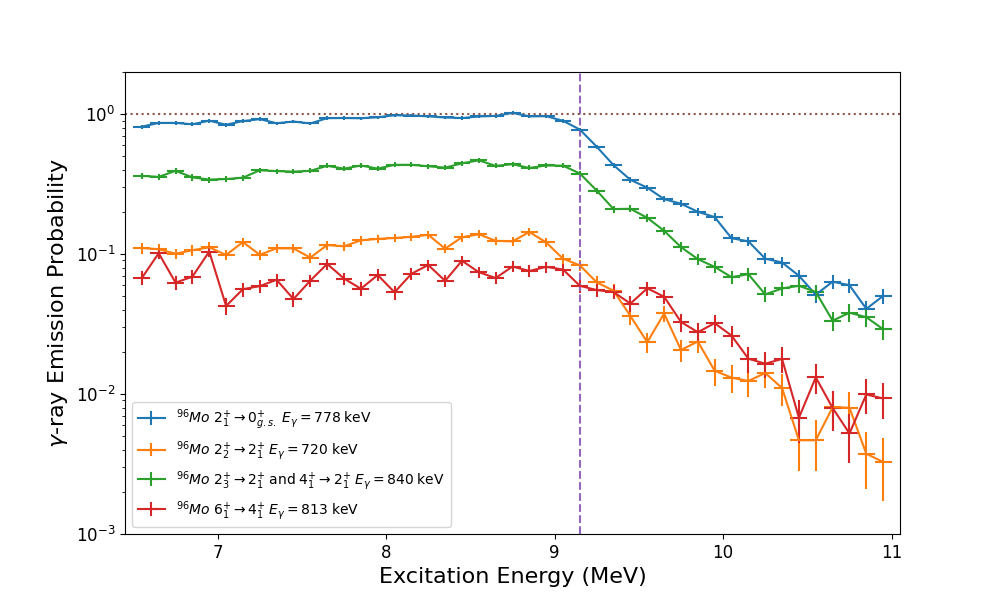 γ-ray Emission Probability
10⁰
10⁻¹
10⁻²
10⁻³
⁹⁶Mo 2₁⁺→0⁺g.s. Eγ = 778 keV
⁹⁶Mo 2₂⁺→2₁⁺ Eγ = 720 keV
⁹⁶Mo 2₃⁺→2₁⁺ and 4₁⁺→2₁⁺ Eγ = 840 keV
⁹⁶Mo 6₁⁺→4₁⁺ Eγ = 813 keV
7 8 9 10 11
Excitation Energy (MeV)